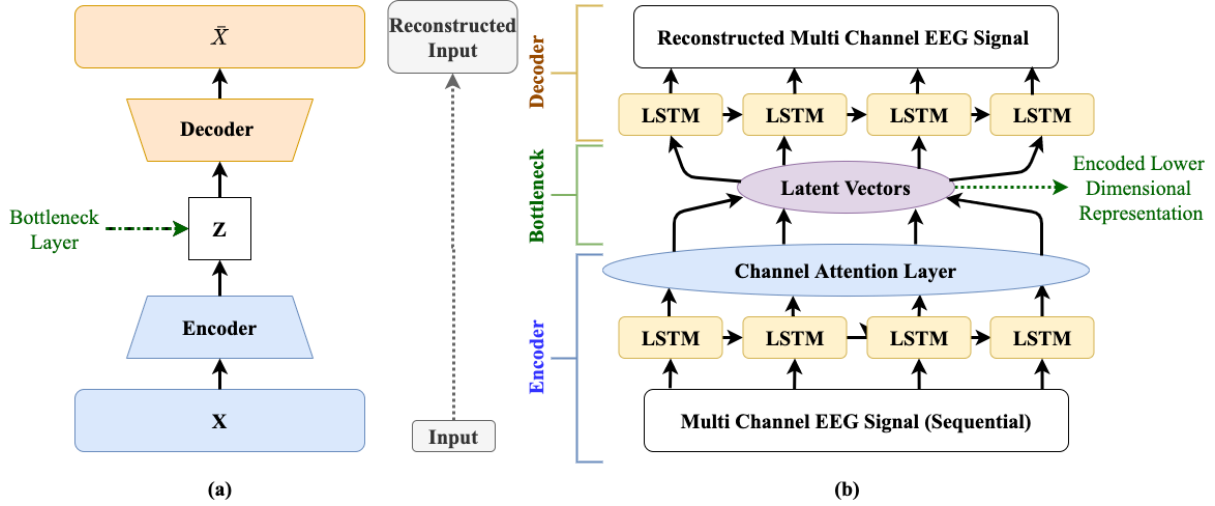 X̄
Decoder
Bottleneck
Layer
Z
Encoder
X
(a)
Reconstructed
Input
Input
Decoder
Bottleneck
Encoder
Reconstructed Multi Channel EEG Signal
LSTM LSTM LSTM LSTM
Latent Vectors
Encoded Lower
Dimensional
Representation
Channel Attention Layer
LSTM LSTM LSTM LSTM
Multi Channel EEG Signal (Sequential)
(b)